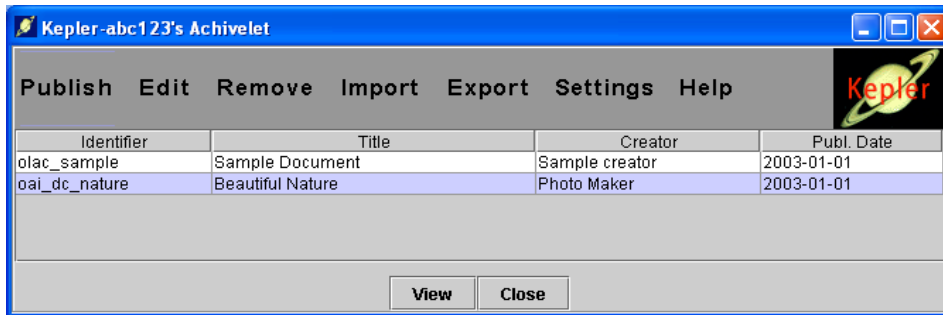 Kepler-abc123's Achivelet
Publish Edit Remove Import Export Settings Help
Kepler
Identifier Title Creator Publ. Date
olac_sample Sample Document Sample creator 2003-01-01
oai_dc_nature Beautiful Nature Photo Maker 2003-01-01
View Close